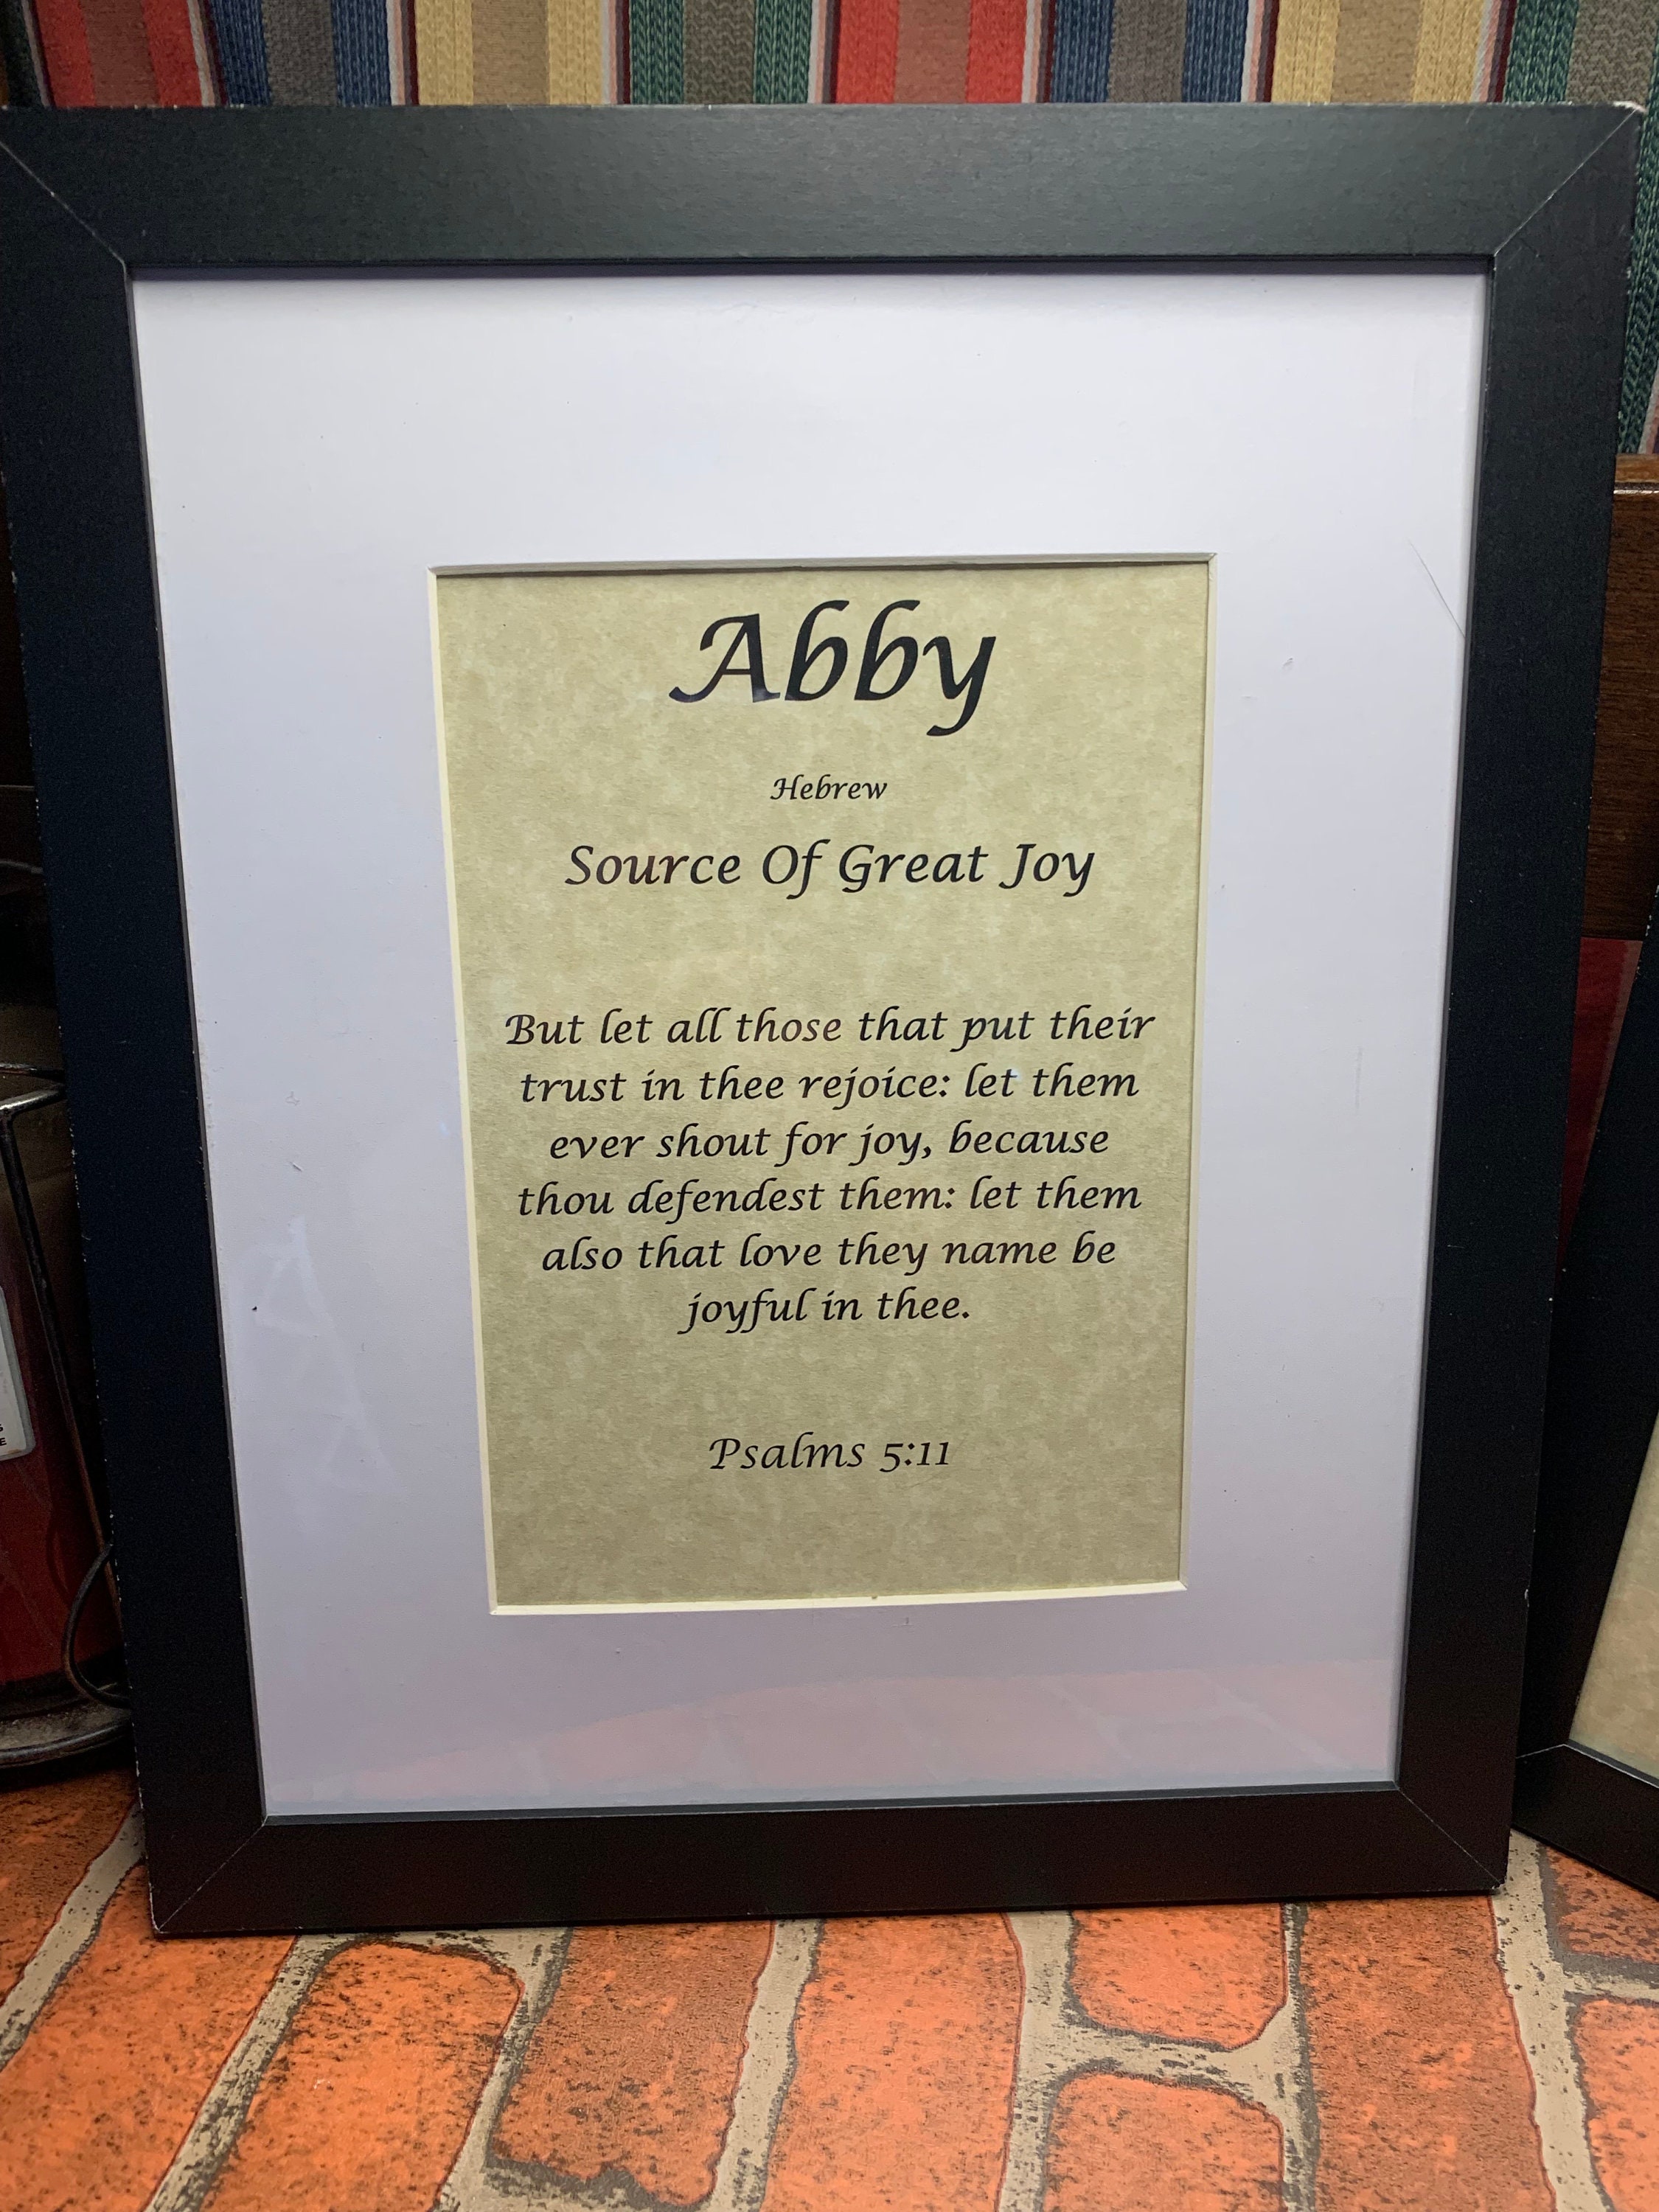 Abby
Hebrew
Source Of Great Joy
But let all those that put their
trust in thee rejoice: let them
ever shout for joy, because
thou defendest them: let them
also that love they name be
joyful in thee.
Psalms 5:11